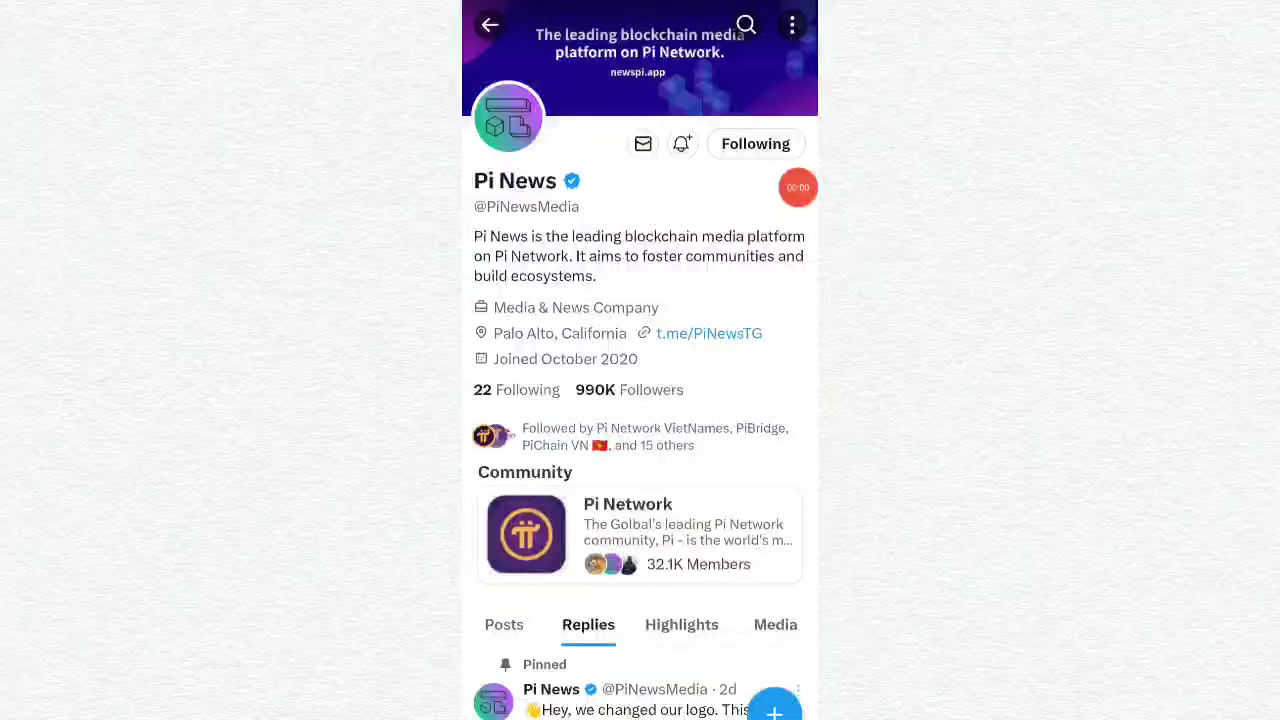 The leading blockchain media
platform on Pi Network.
newspi.app
Following
Pi News
@PiNewsMedia
00:00
Pi News is the leading blockchain media platform
on Pi Network. It aims to foster communities and
build ecosystems.
Media & News Company
Palo Alto, California t.me/PiNewsTG
Joined October 2020
22 Following 990K Followers
Followed by Pi Network VietNames, PiBridge,
PiChain VN 🇻🇳, and 15 others
Community
Pi Network
The Golbal's leading Pi Network
community, Pi - is the world's m...
32.1K Members
Posts Replies Highlights Media
Pinned
Pi News @PiNewsMedia · 2d
👋Hey, we changed our logo. This